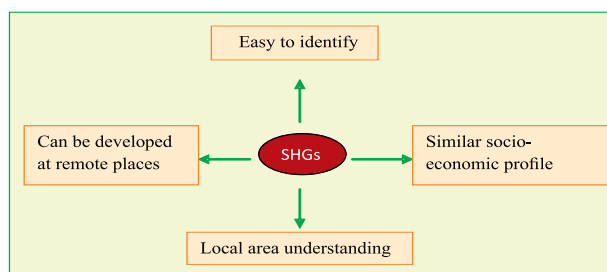 Easy to identify
Can be developed
at remote places
SHGs
Similar socio-
economic profile
Local area understanding